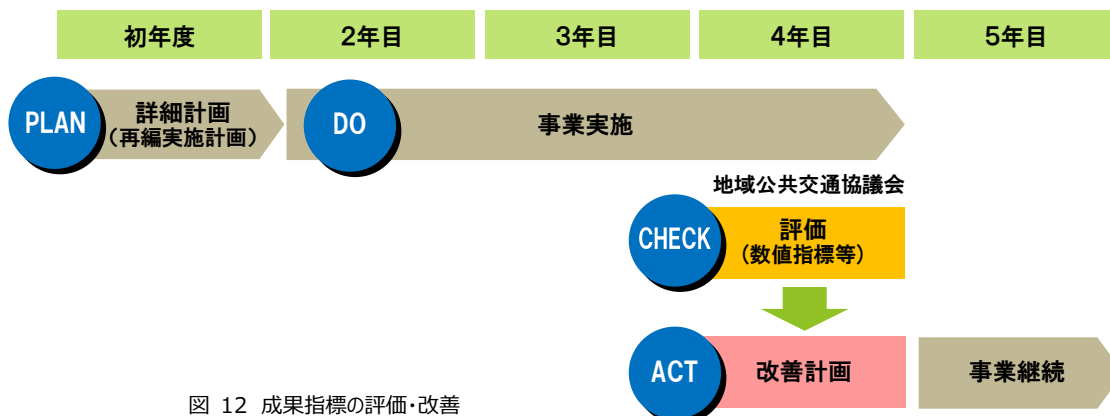 初年度
2年目
3年目
4年目
5年目
PLAN
詳細計画
（再編実施計画）
DO
事業実施
地域公共交通協議会
CHECK
評価
（数値指標等）
ACT
改善計画
事業継続
図 12 成果指標の評価・改善